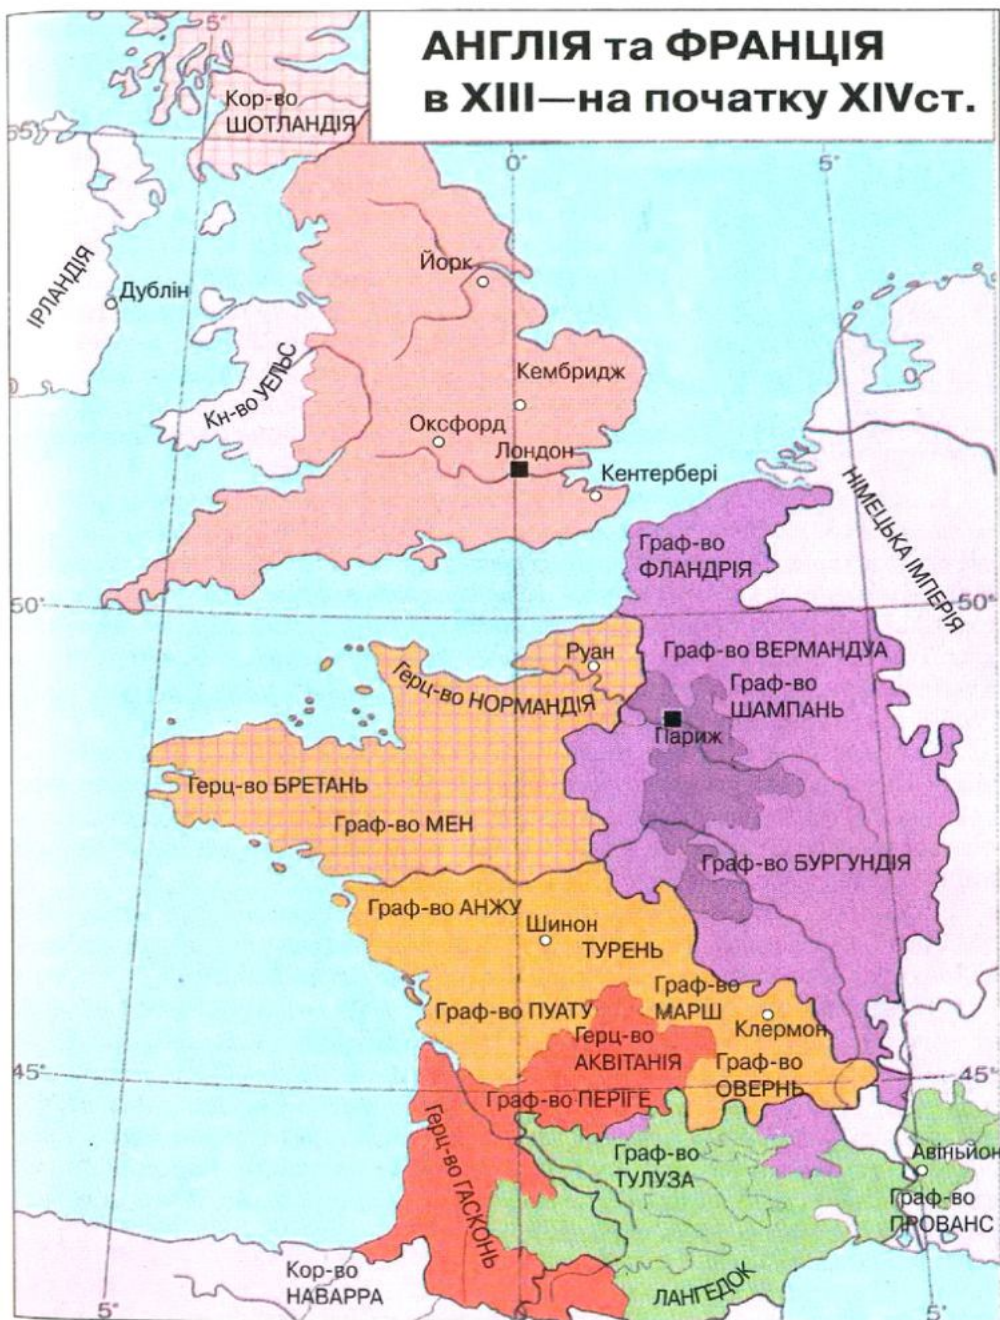 АНГЛІЯ та ФРАНЦІЯ
в XIII—на початку XIVст.
5°
Кор-во
ШОТЛАНДІЯ
55°
0°
5°
ІРЛАНДІЯ
Дублін
Йорк
Кн-во УЕЛЬС
Кембридж
Оксфорд
Лондон
Кентербері
НІМЕЦЬКА ІМПЕРІЯ
Граф-во
ФЛАНДРІЯ
50°
50°
Руан
Граф-во ВЕРМАНДУА
Герц-во НОРМАНДІЯ
Граф-во
ШАМПАНЬ
Париж
Герц-во БРЕТАНЬ
Граф-во МЕН
Граф-во БУРГУНДІЯ
Граф-во АНЖУ
Шинон
ТУРЕНЬ
Граф-во ПУАТУ
Граф-во
МАРШ
Клермон
Герц-во
АКВІТАНІЯ
Граф-во
ОВЕРНЬ
45°
45°
Граф-во ПЕРІГЕ
Герц-во ГАСКОНЬ
Граф-во
ТУЛУЗА
Авіньйон
Граф-во
ПРОВАНС
Кор-во
НАВАРРА
ЛАНГЕДОК
5°
0
5°